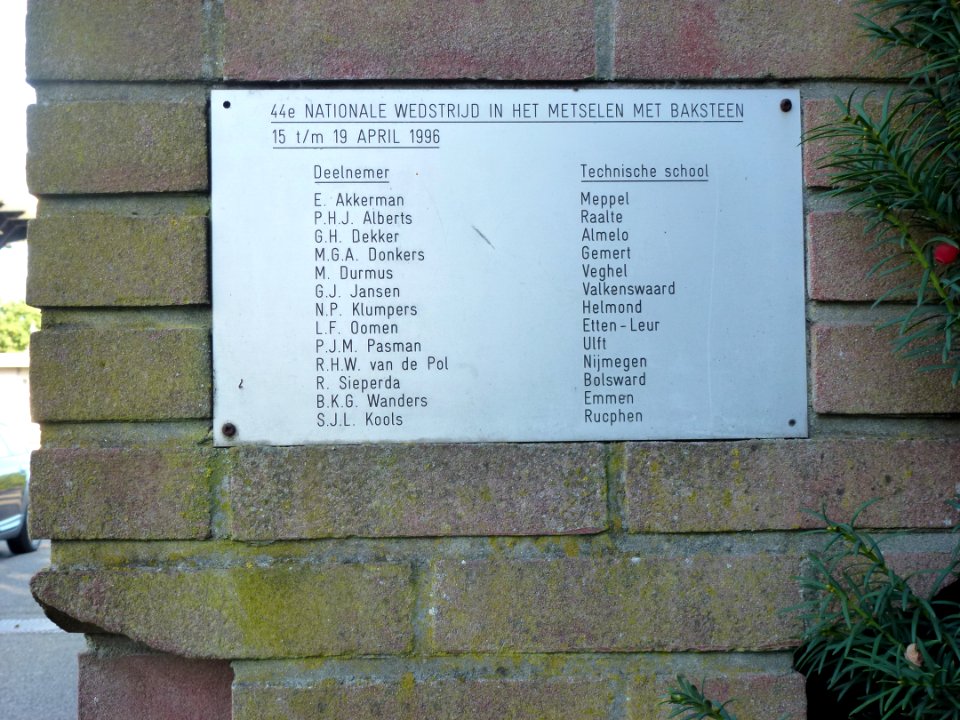 44e NATIONALE WEDSTRIJD IN HET METSELEN MET BAKSTEEN
15 t/m 19 APRIL 1996
Deelnemer Technische school
E. Akkerman Meppel
P.H.J. Alberts Raalte
G.H. Dekker Almelo
M.G.A. Donkers Gemert
M. Durmus Veghel
G.J. Jansen Valkenswaard
N.P. Klumpers Helmond
L.F. Oomen Etten-Leur
P.J.M. Pasman Ulft
R.H.W. van de Pol Nijmegen
R. Sieperda Bolsward
B.K.G. Wanders Emmen
S.J.L. Kools Rucphen